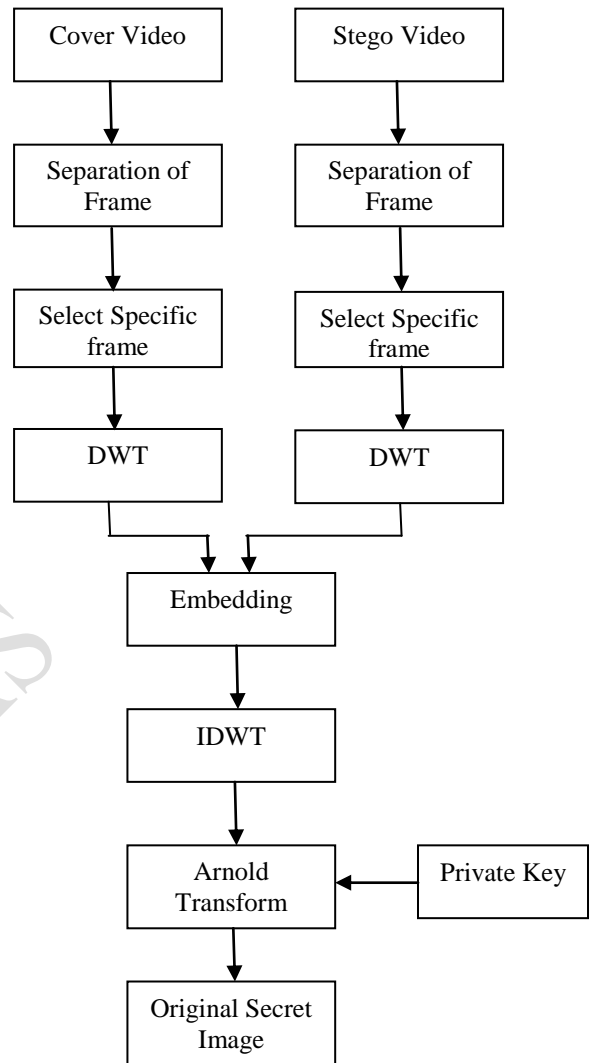 Cover Video
Stego Video
Separation of
Frame
Separation of
Frame
Select Specific
frame
Select Specific
frame
DWT
DWT
Embedding
IDWT
Arnold
Transform
Private Key
Original Secret
Image